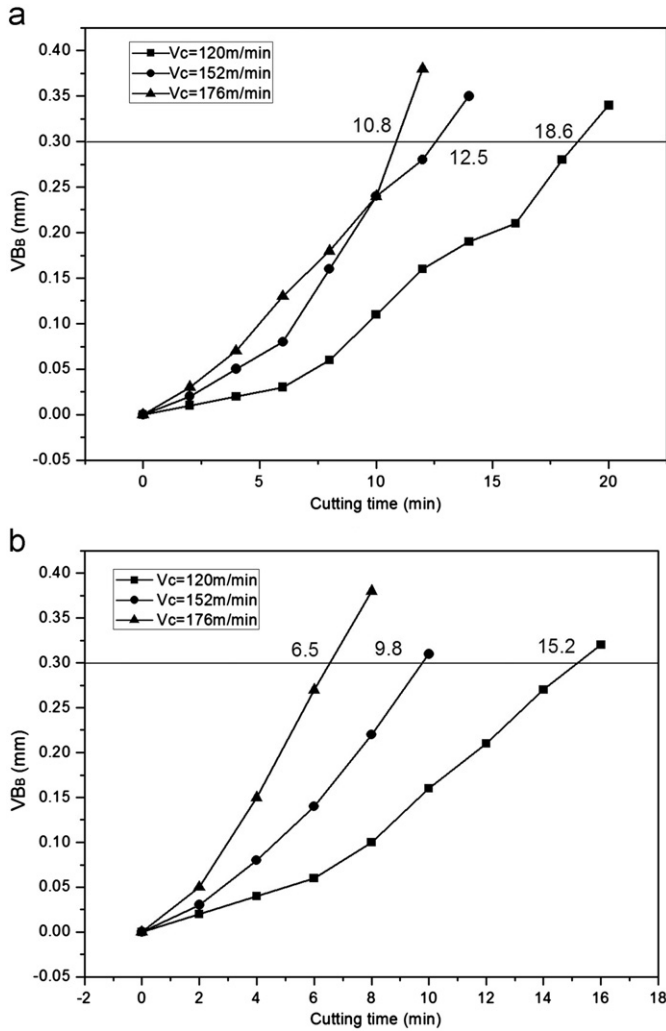 a
Vc=120m/min
Vc=152m/min
Vc=176m/min
0.40
0.35
0.30
0.25
0.20
0.15
0.10
0.05
0.00
-0.05
VBB (mm)
10.8
12.5
18.6
0 5 10 15 20
Cutting time (min)
b
Vc=120m/min
Vc=152m/min
Vc=176m/min
0.40
0.35
0.30
0.25
0.20
0.15
0.10
0.05
0.00
-0.05
VBB (mm)
6.5 9.8 15.2
-2 0 2 4 6 8 10 12 14 16 18
Cutting time (min)